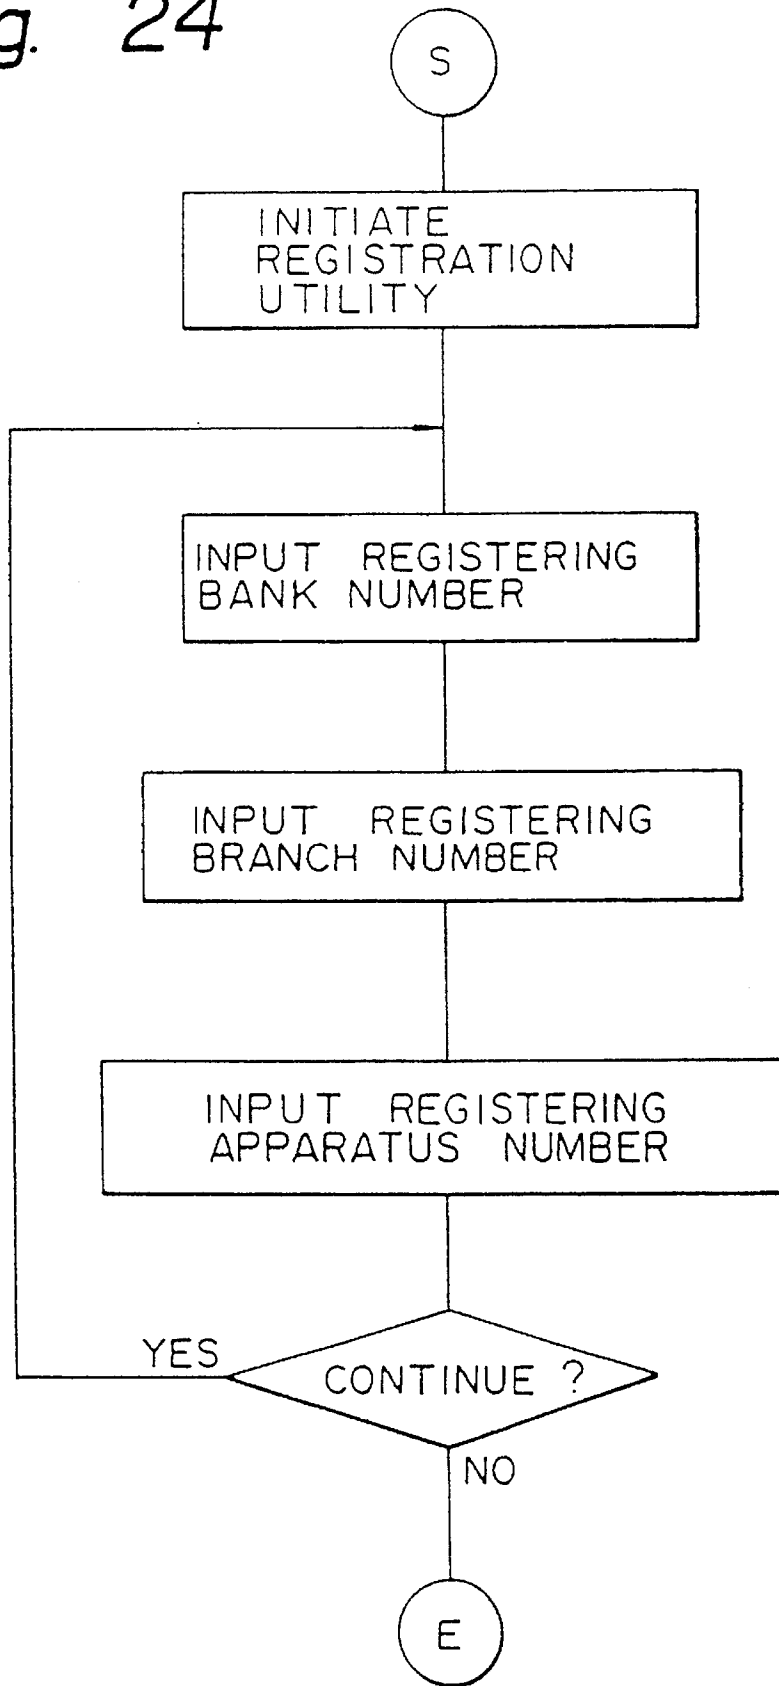 g. 24
S
INITIATE
REGISTRATION
UTILITY
INPUT REGISTERING
BANK NUMBER
INPUT REGISTERING
BRANCH NUMBER
INPUT REGISTERING
APPARATUS NUMBER
YES
CONTINUE ?
NO
E